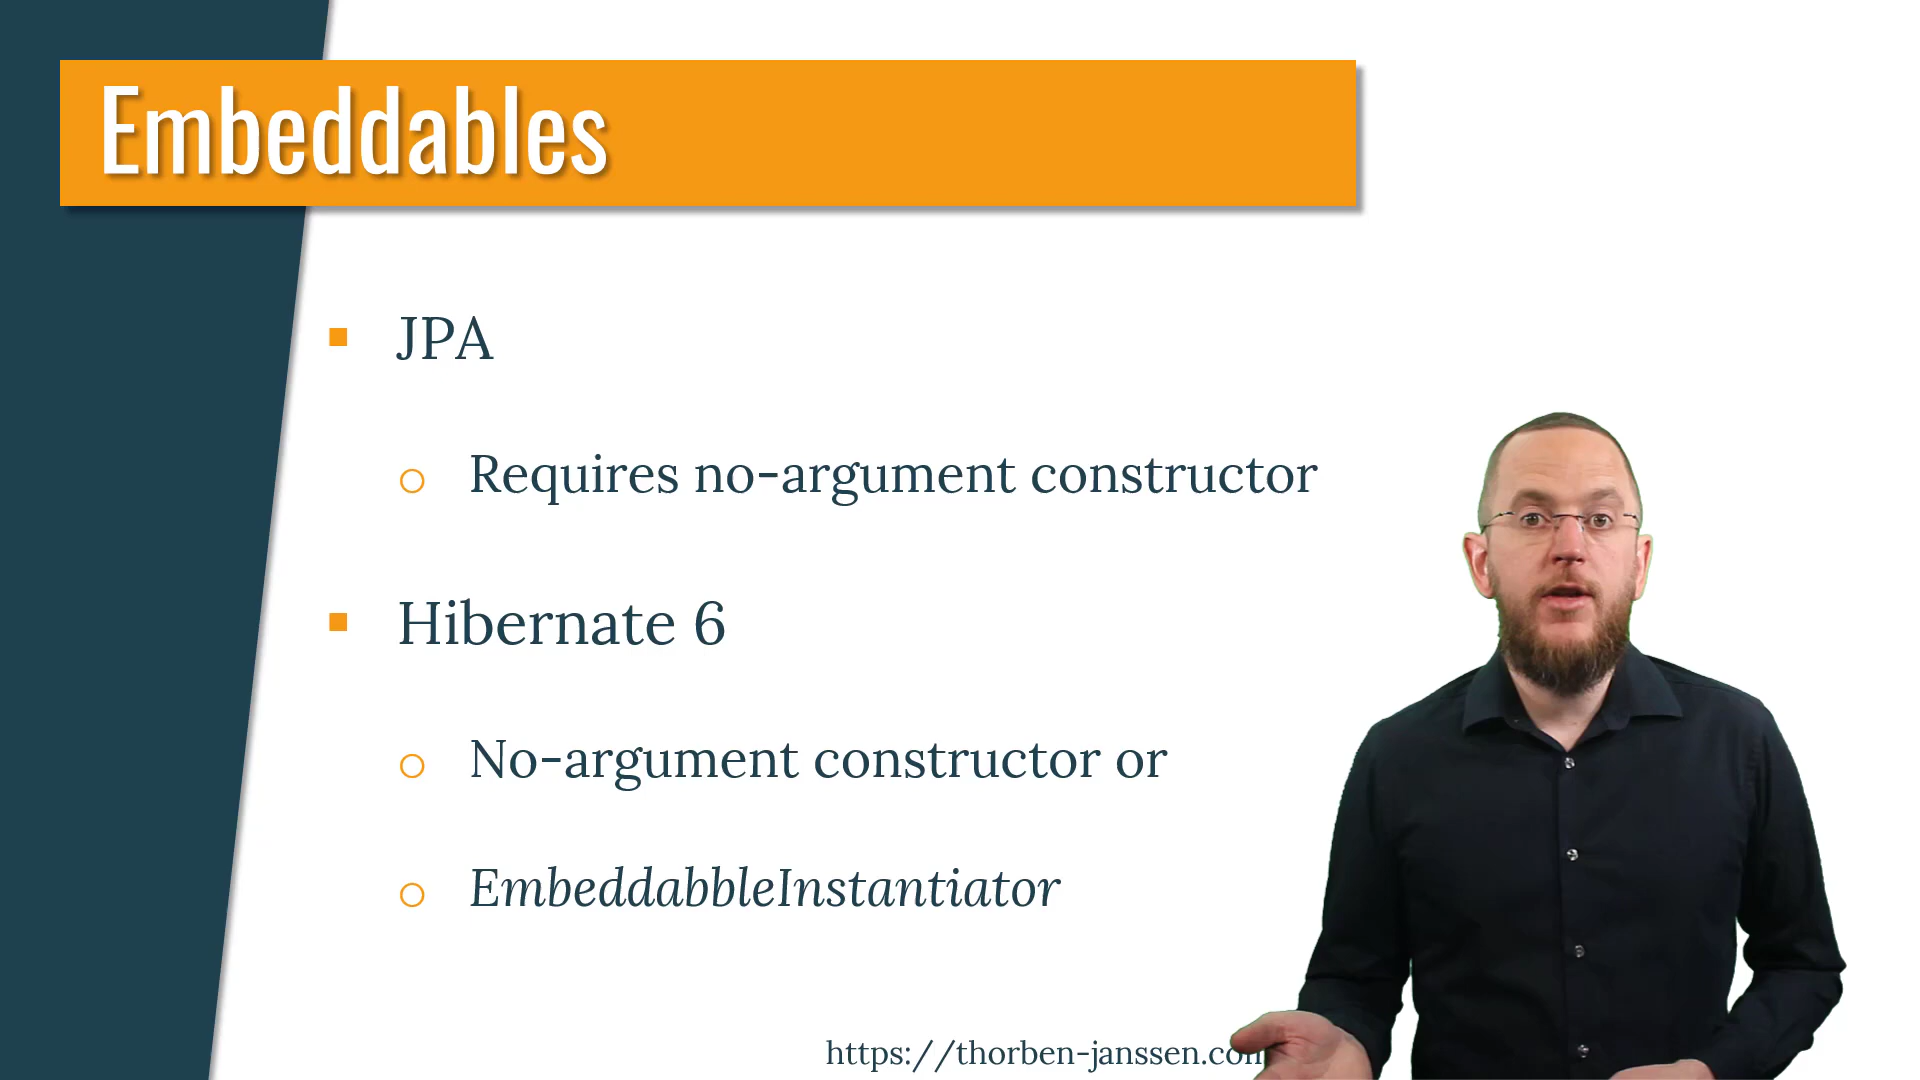 Embeddables
JPA
Requires no-argument constructor
Hibernate 6
No-argument constructor or
EmbeddabbleInstantiator
https://thorben-janssen.com